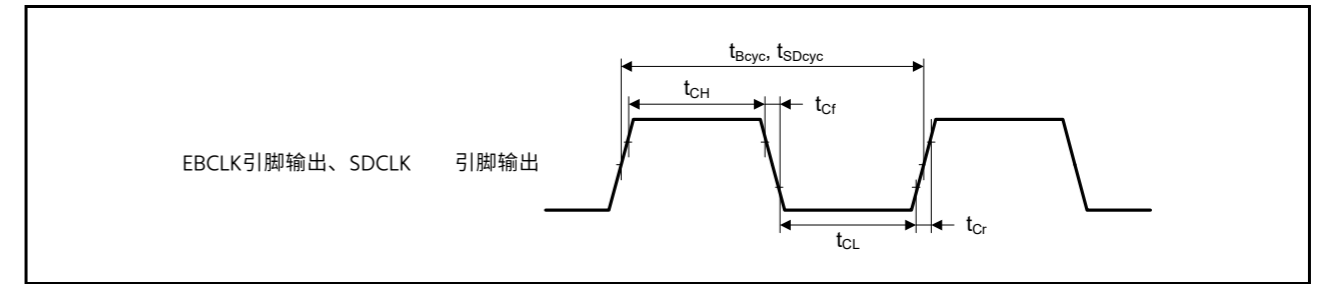 tBcyc, tSDcyc
tCH
tCf
EBCLK引脚输出、SDCLK 引脚输出
tCL
tCr